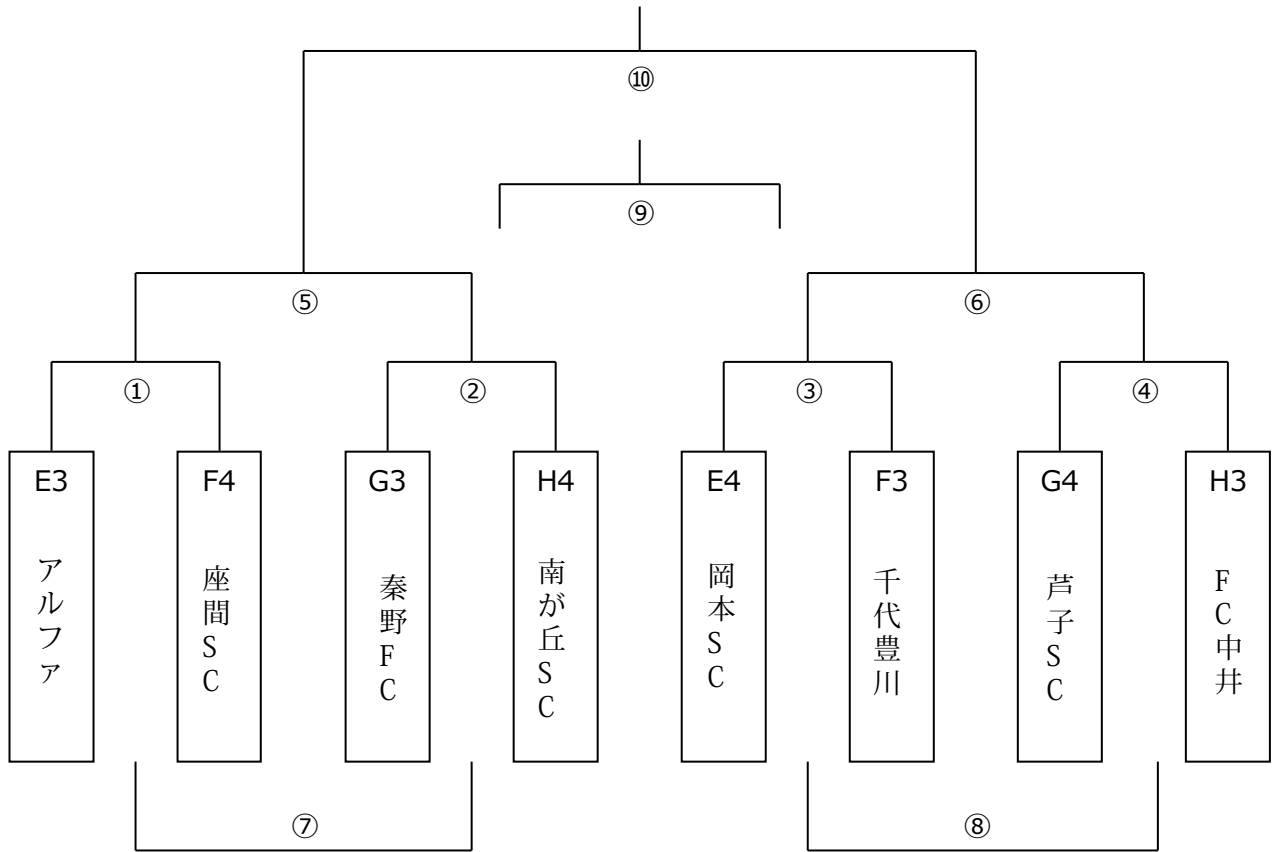 ⑩
⑨
⑤
⑥
①
②
③
④
E3
F4
G3
H4
E4
F3
G4
H3
アルファ
座間SC
秦野FC
南が丘SC
岡本SC
千代豊川
芦子SC
FC中井
⑦
⑧